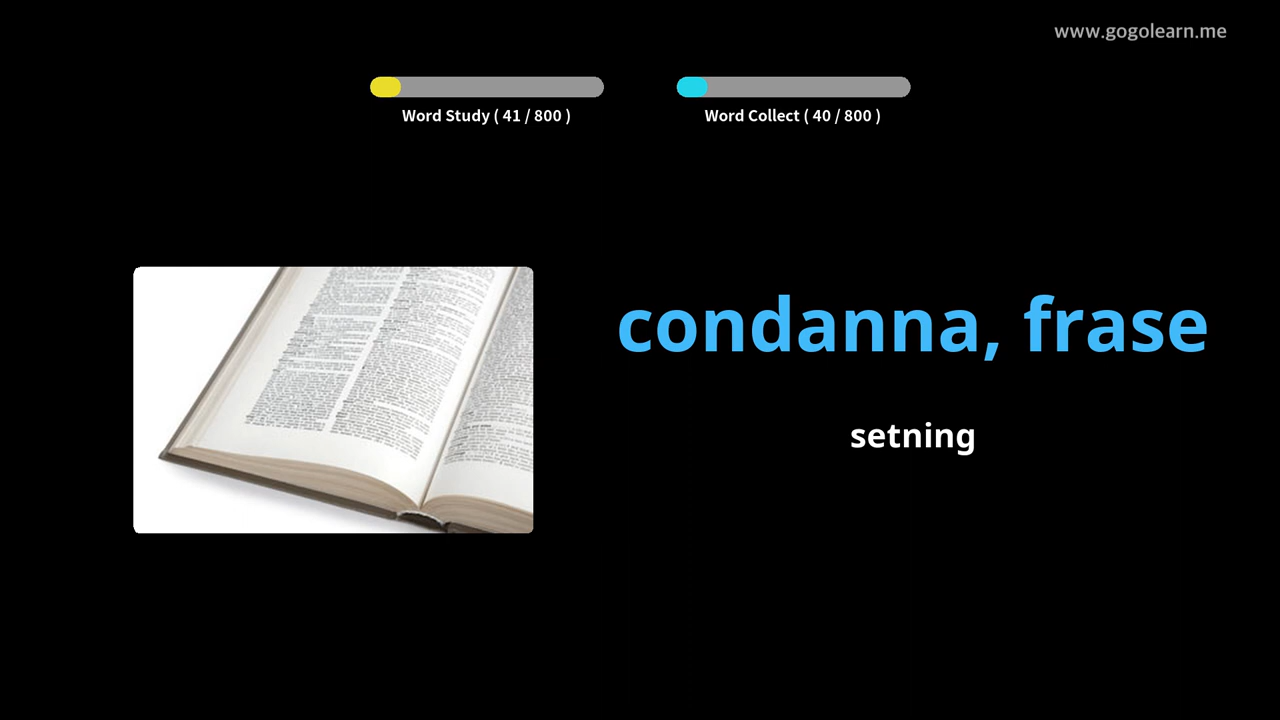 www.gogolearn.me
Word Study ( 41 / 800 )
Word Collect ( 40 / 800 )
condanna, frase
setning